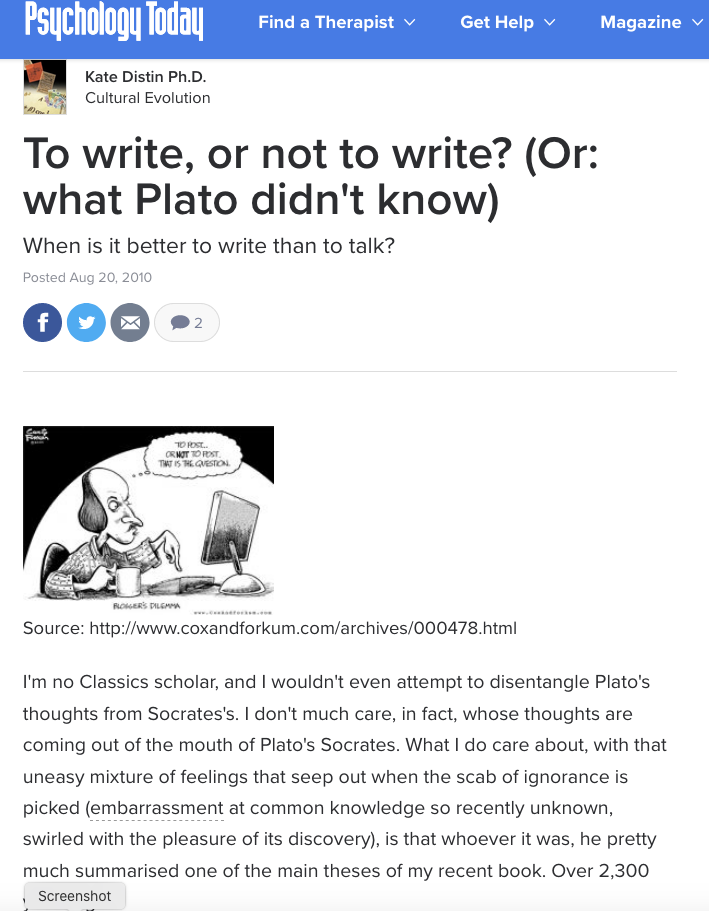 Psychology Today
Find a Therapist
Get Help
Magazine
Kate Distin Ph.D.
Cultural Evolution
To write, or not to write? (Or:
what Plato didn't know)
When is it better to write than to talk?
Posted Aug 20, 2010
2
TO POST...
OR NOT TO POST.
THAT IS THE QUESTION.
BLOGGER'S DILEMMA
www.CoxandForkum.com
Source: http://www.coxandforkum.com/archives/000478.html
I'm no Classics scholar, and I wouldn't even attempt to disentangle Plato's
thoughts from Socrates's. I don't much care, in fact, whose thoughts are
coming out of the mouth of Plato's Socrates. What I do care about, with that
uneasy mixture of feelings that seep out when the scab of ignorance is
picked (embarrassment at common knowledge so recently unknown,
swirled with the pleasure of its discovery), is that whoever it was, he pretty
much summarised one of the main theses of my recent book. Over 2,300
Screenshot